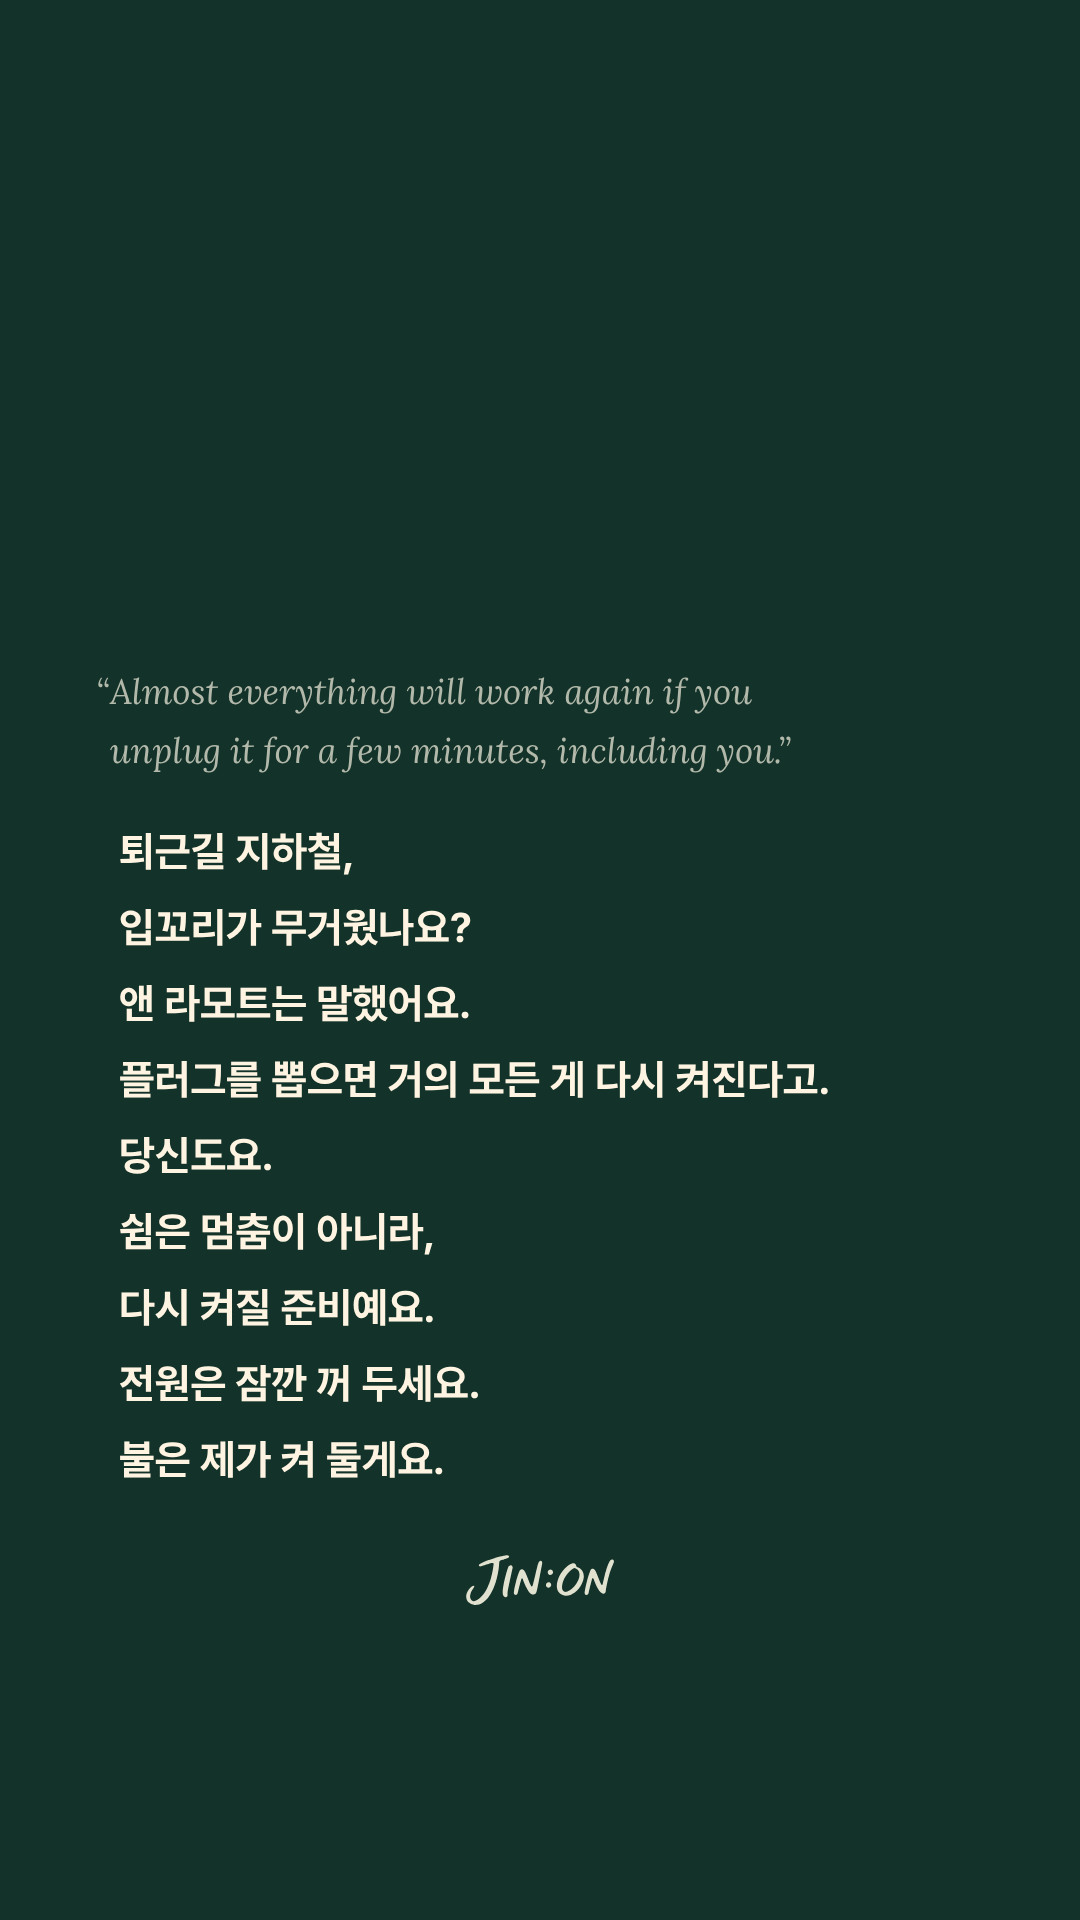 “Almost everything will work again if you
unplug it for a few minutes, including you.”
퇴근길 지하철,
입꼬리가 무거웠나요?
앤 라모트는 말했어요.
플러그를 뽑으면 거의 모든 게 다시 켜진다고.
당신도요.
쉼은 멈춤이 아니라,
다시 켜질 준비예요.
전원은 잠깐 꺼 두세요.
불은 제가 켜 둘게요.
JIN:ON